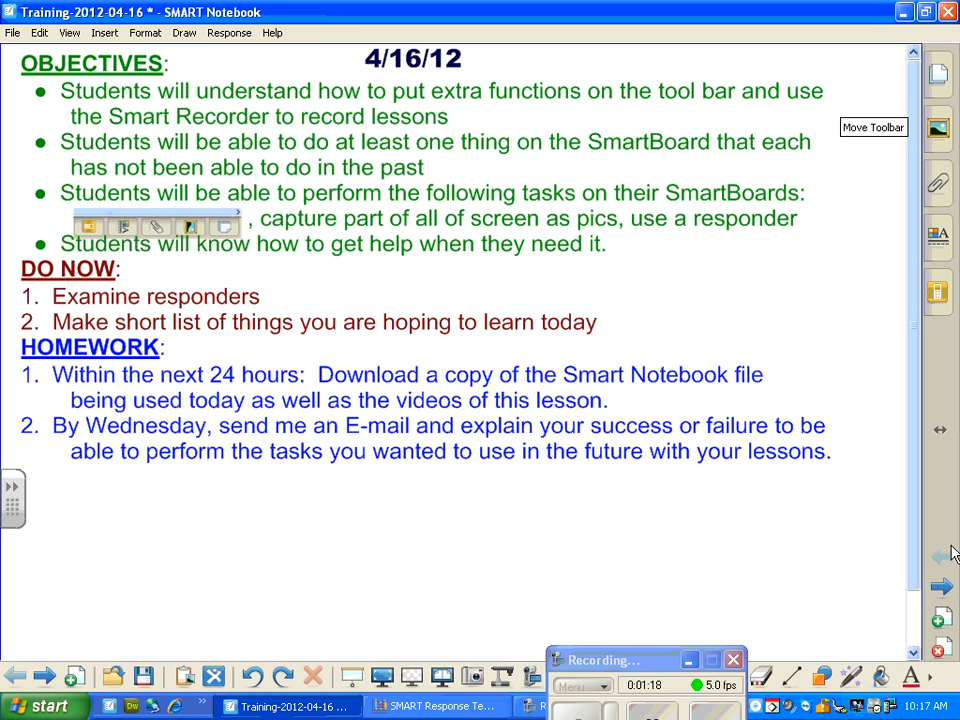 Training-2012-04-16 * - SMART Notebook
File Edit View Insert Format Draw Response Help
4/16/12
OBJECTIVES:
● Students will understand how to put extra functions on the tool bar and use
the Smart Recorder to record lessons
Move Toolbar
● Students will be able to do at least one thing on the SmartBoard that each
has not been able to do in the past
● Students will be able to perform the following tasks on their SmartBoards:
, capture part of all of screen as pics, use a responder
● Students will know how to get help when they need it.
DO NOW:
1. Examine responders
2. Make short list of things you are hoping to learn today
HOMEWORK:
1. Within the next 24 hours: Download a copy of the Smart Notebook file
being used today as well as the videos of this lesson.
2. By Wednesday, send me an E-mail and explain your success or failure to be
able to perform the tasks you wanted to use in the future with your lessons.
Recording...
Menu 0:01:18 5.0 fps
start Training-2012-04-16 ... SMART Response Te... 10:17 AM